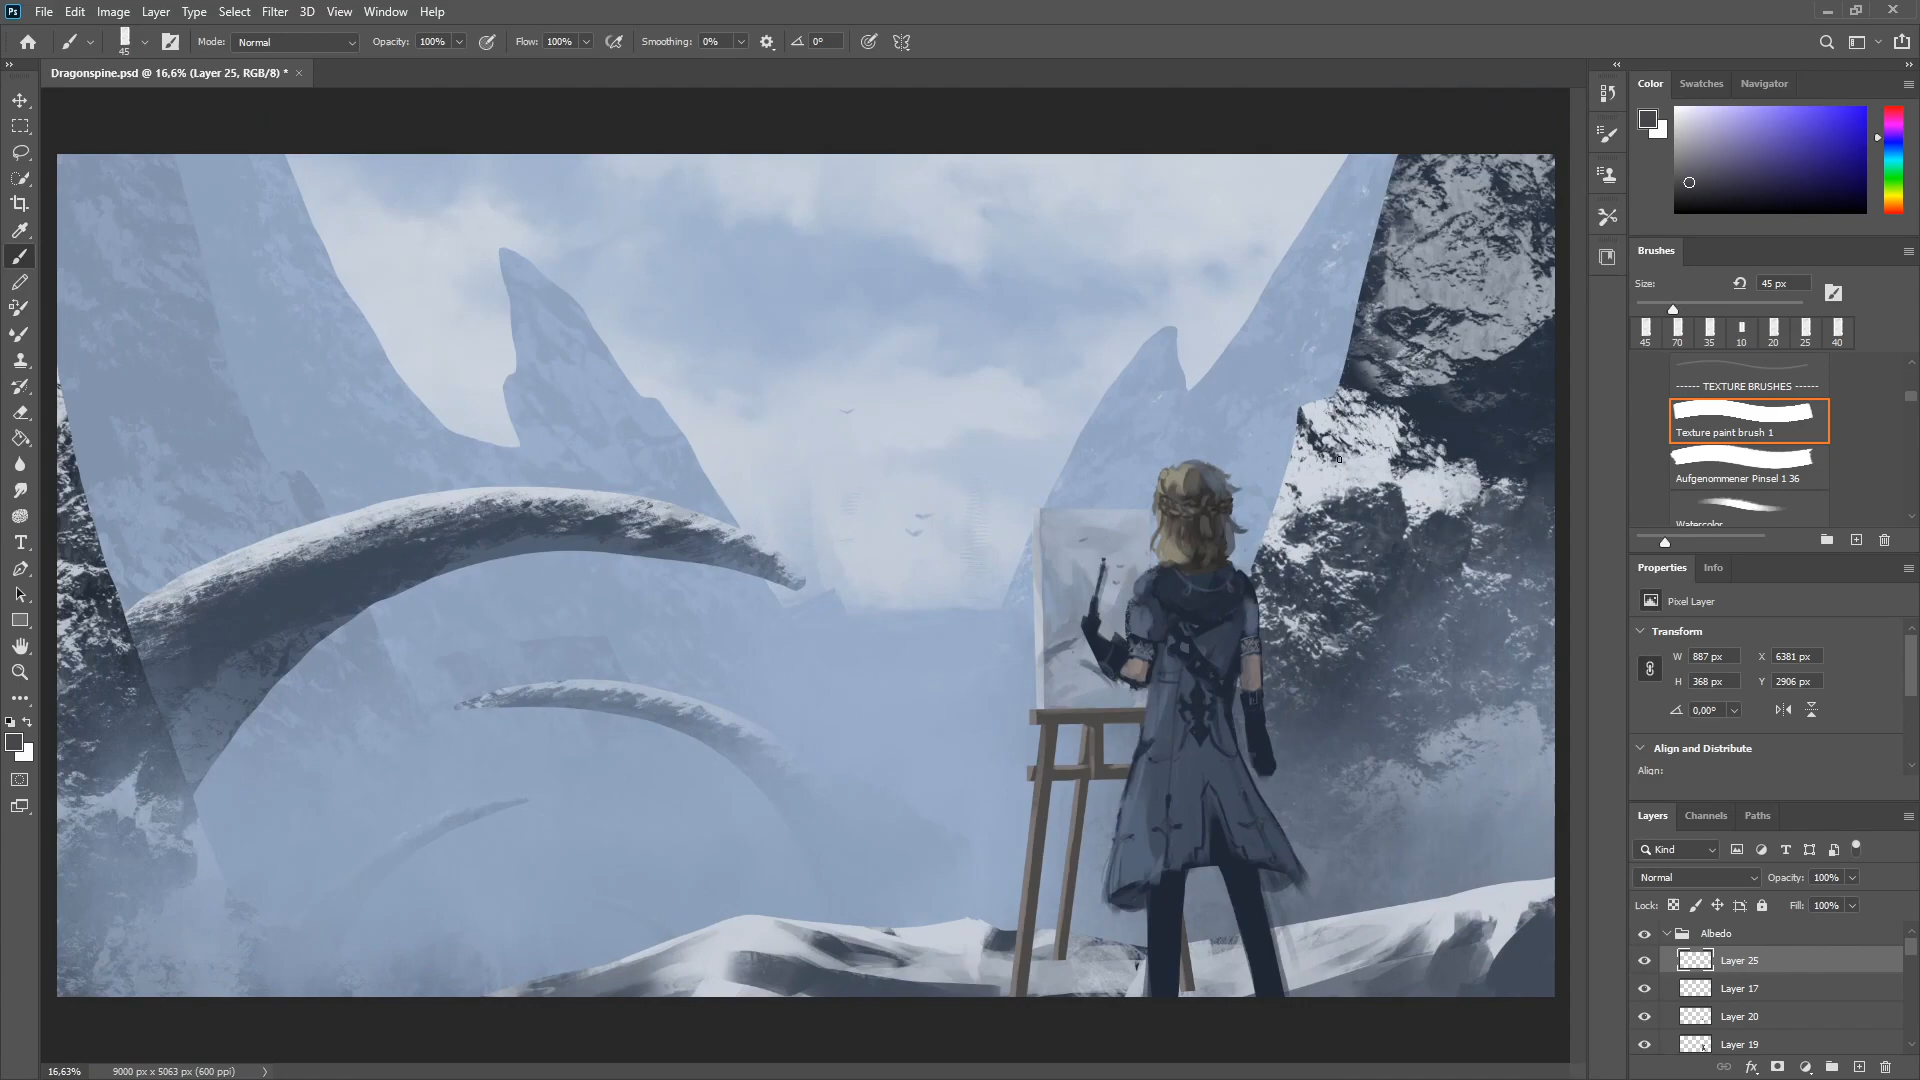 Ps File Edit Image Layer Type Select Filter 3D View Window Help
45 Mode: Normal Opacity: 100% Flow: 100% Smoothing: 0% 0°
Dragonspine.psd @ 16,6% (Layer 25, RGB/8) * ×
Color Swatches Navigator
Brushes
Size: 45 px
45 70 35 10 20 25 40
------ TEXTURE BRUSHES ------
Texture paint brush 1
Aufgenommener Pinsel 1 36
Watercolor
Properties Info
Pixel Layer
Transform
W 887 px X 6381 px
H 368 px Y 2906 px
0,00°
Align and Distribute
Align:
Layers Channels Paths
Kind
Normal Opacity: 100%
Lock: Fill: 100%
Albedo
Layer 25
Layer 17
Layer 20
Layer 19
fx
16,63% 9000 px x 5063 px (600 ppi)